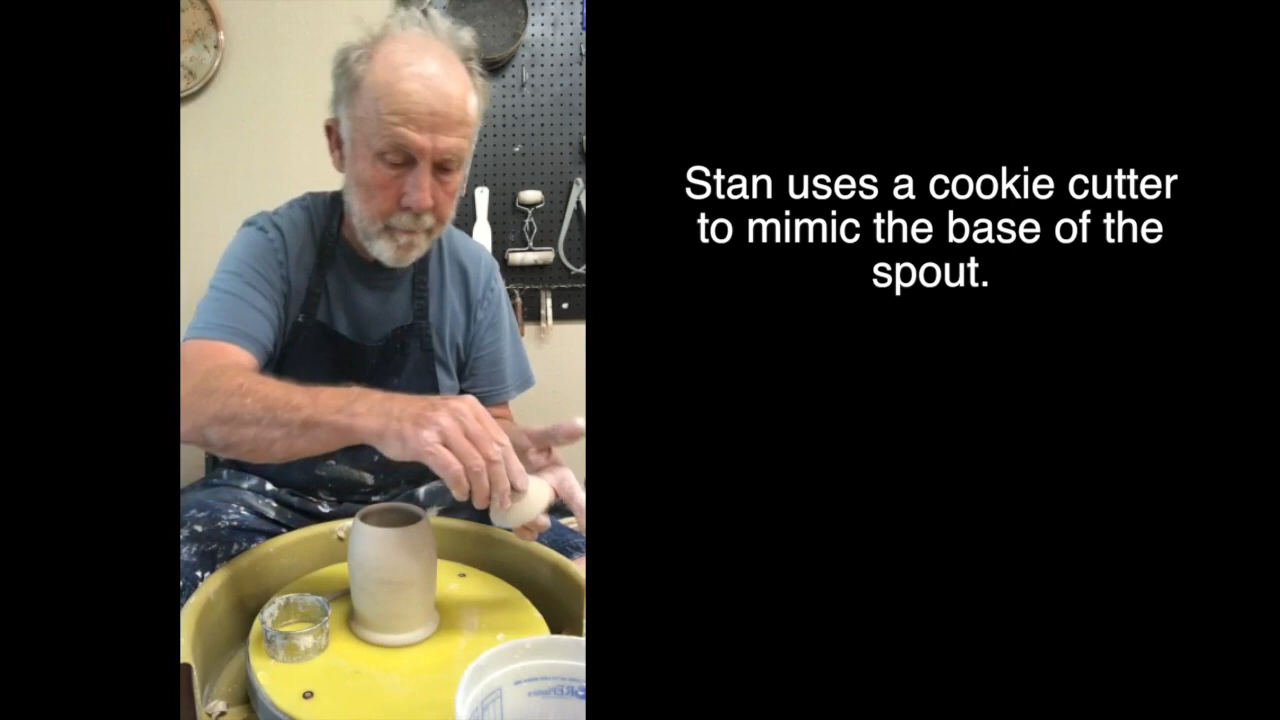 Stan uses a cookie cutter
to mimic the base of the
spout.